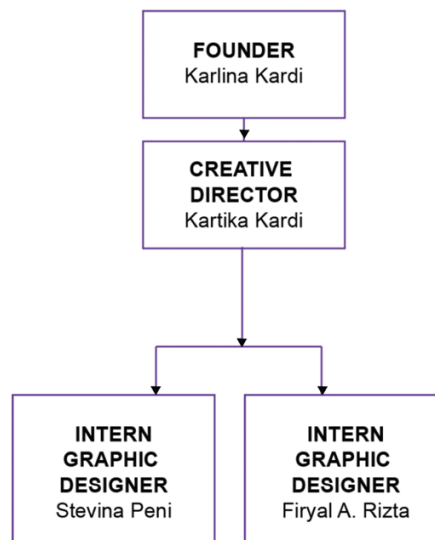 FOUNDER
Karlina Kardi
CREATIVE
DIRECTOR
Kartika Kardi
INTERN
GRAPHIC
DESIGNER
Stevina Peni
INTERN
GRAPHIC
DESIGNER
Firyal A. Rizta